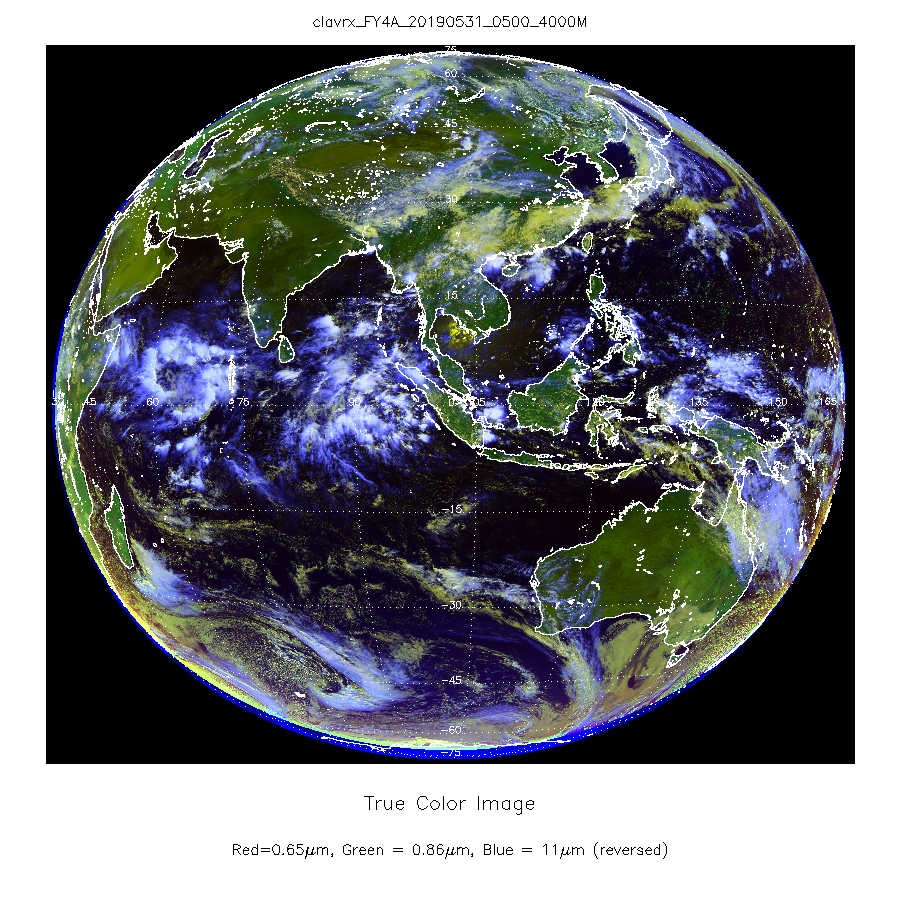 clavrx_FY4A_20190531_0500_4000M
75
60
45
30
15
45 60 75 90 105 135 150 165
-15
-30
-45
-60
-75
True Color Image
Red=0.65μm, Green = 0.86μm, Blue = 11μm (reversed)